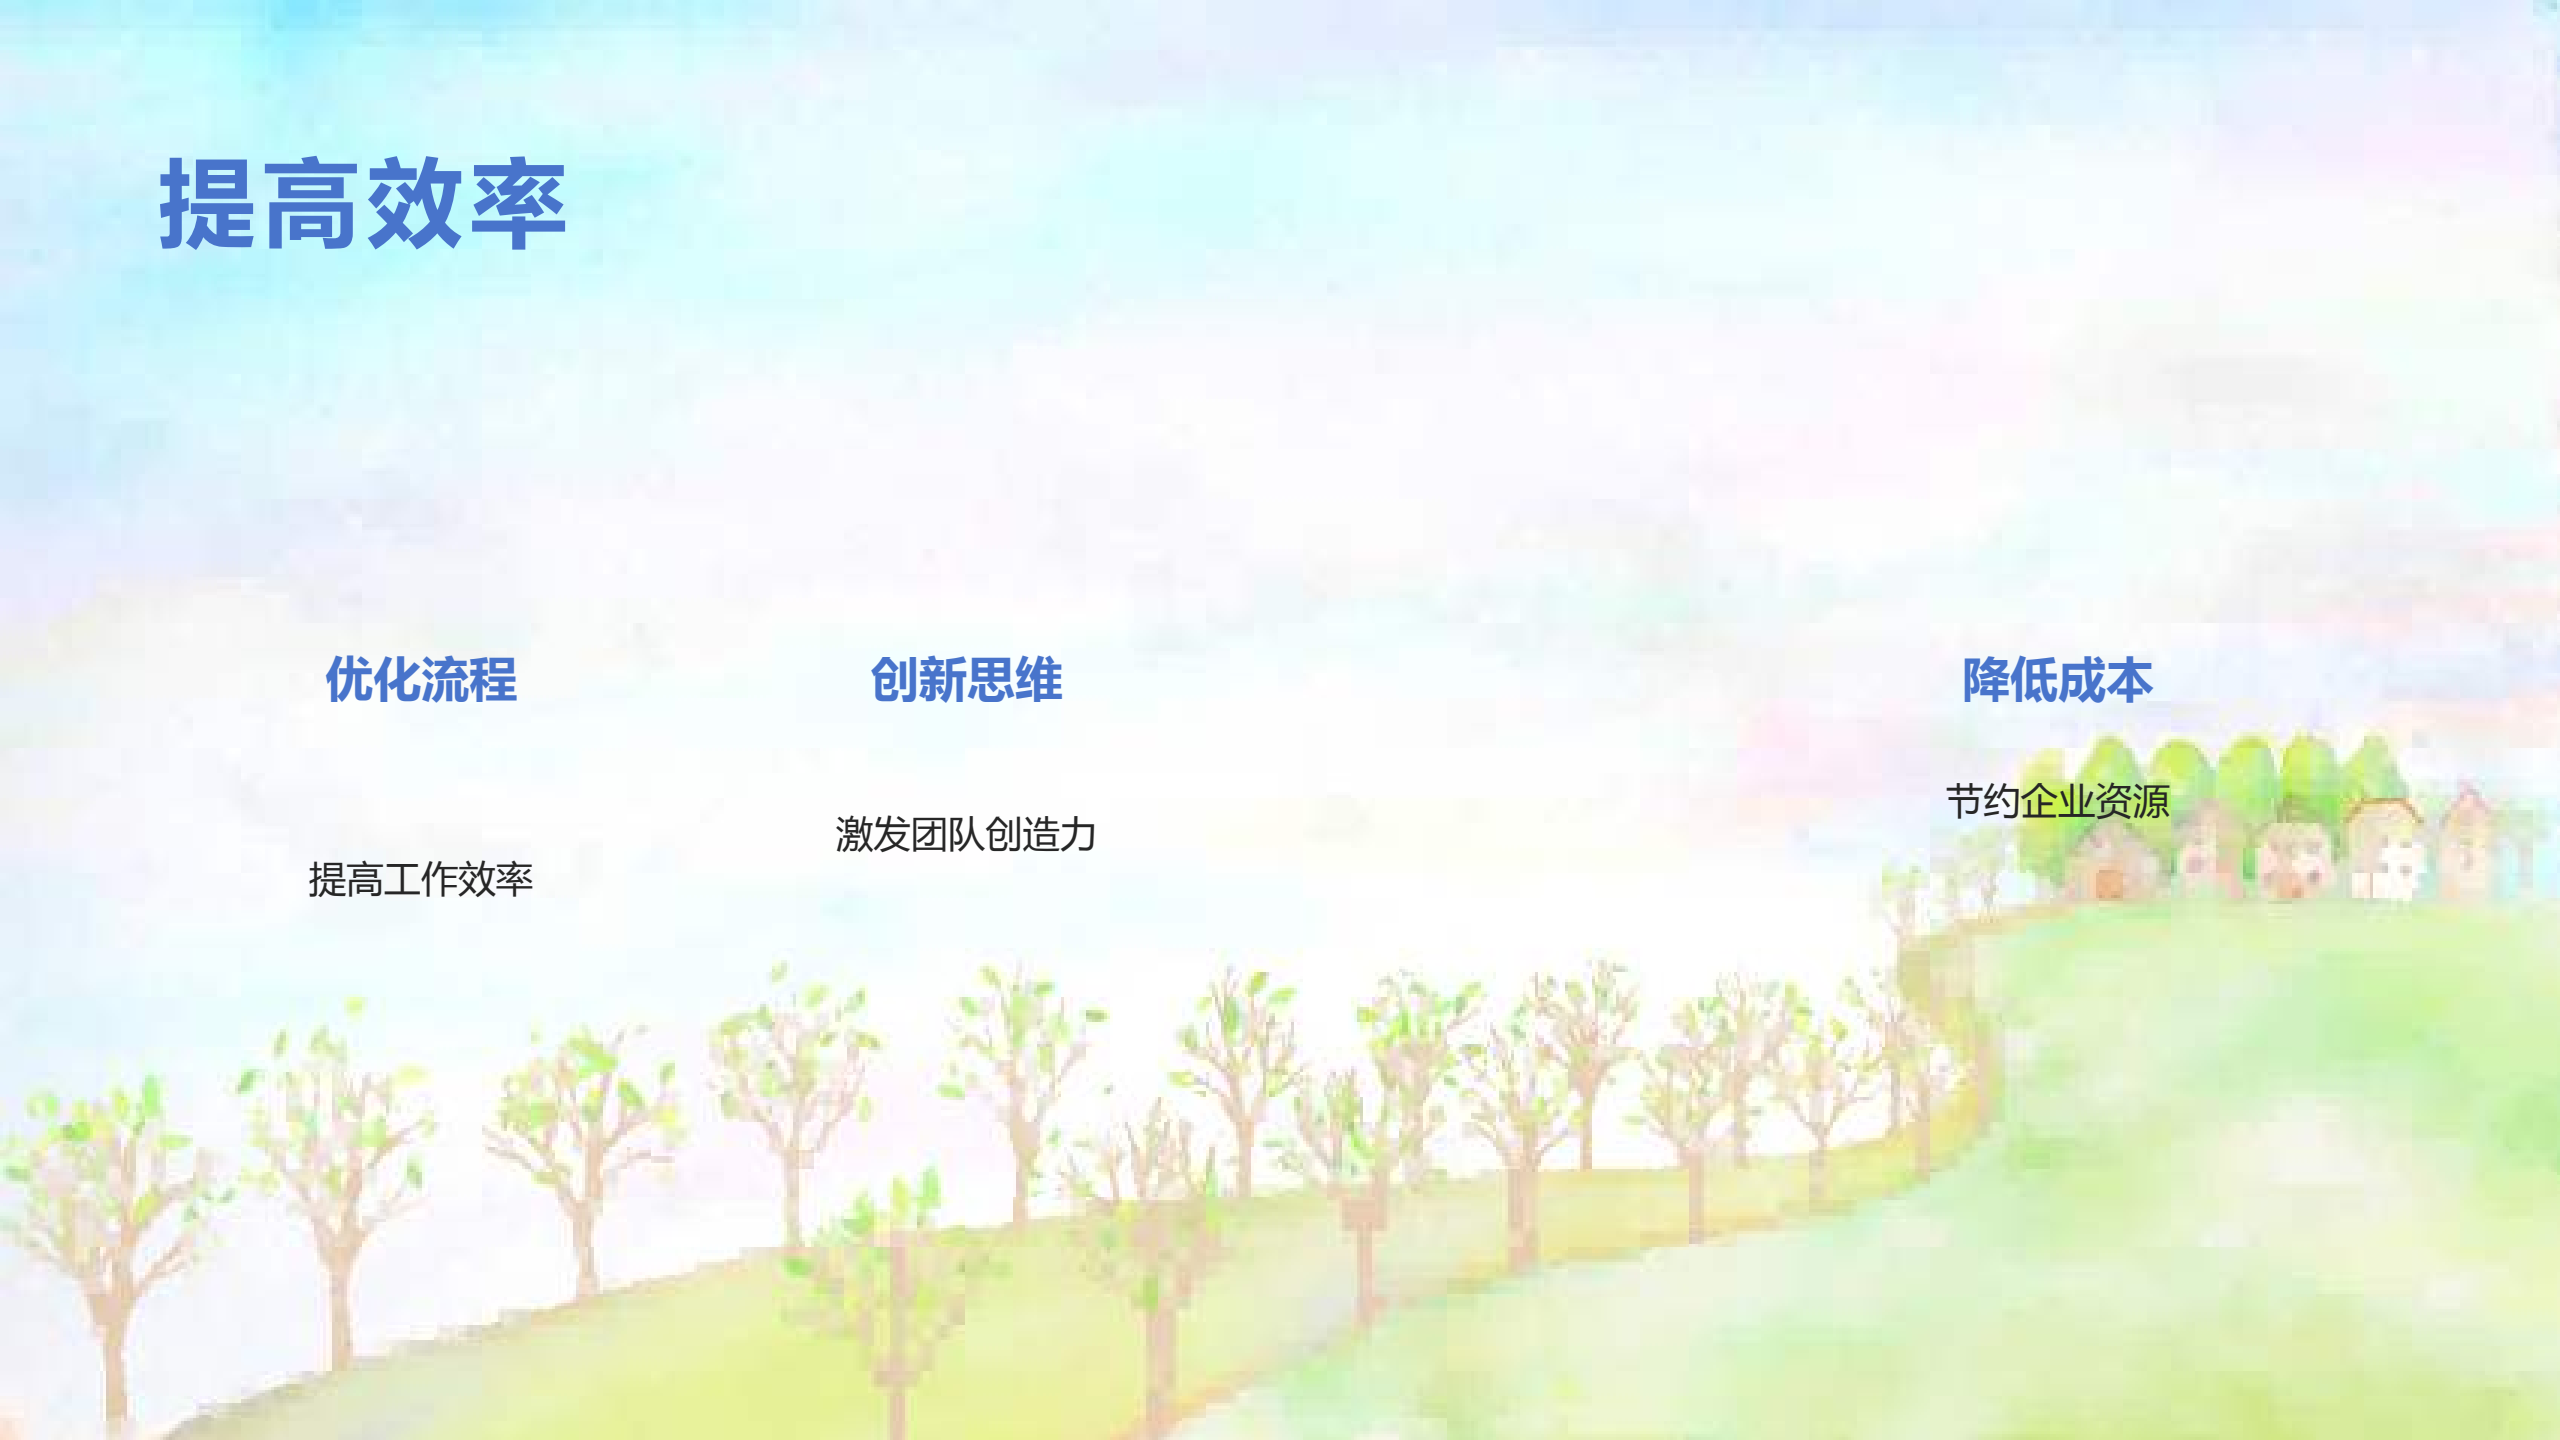 提高效率
优化流程
提高工作效率
创新思维
激发团队创造力
降低成本
节约企业资源